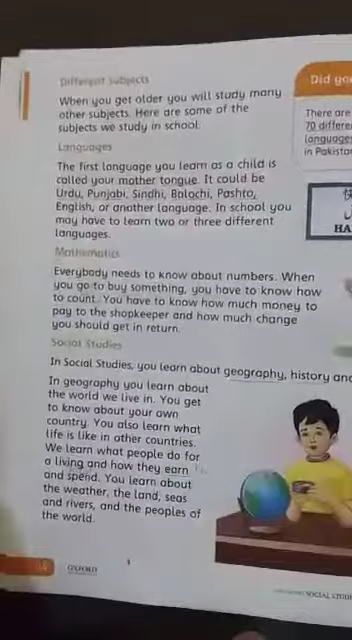 Different subjects
When you get older you will study many
other subjects. Here are some of the
subjects we study in school.
Languages
The first language you learn as a child is
called your mother tongue. It could be
Urdu, Punjabi, Sindhi, Balochi, Pashto,
English, or another language. In school you
may have to learn two or three different
languages.
Mathematics
Everybody needs to know about numbers. When
you go to buy something, you have to know how
to count. You have to know how much money to
pay to the shopkeeper and how much change
you should get in return.
Social Studies
In Social Studies, you learn about geography, history and
In geography you learn about
the world we live in. You get
to know about your own
country. You also learn what
life is like in other countries.
We learn what people do for
a living and how they earn
and spend. You learn about
the weather, the land, seas
and rivers, and the peoples of
the world.
Did you
There are
70 differen
languages
in Pakistan
HA
OXFORD
SOCIAL STUD